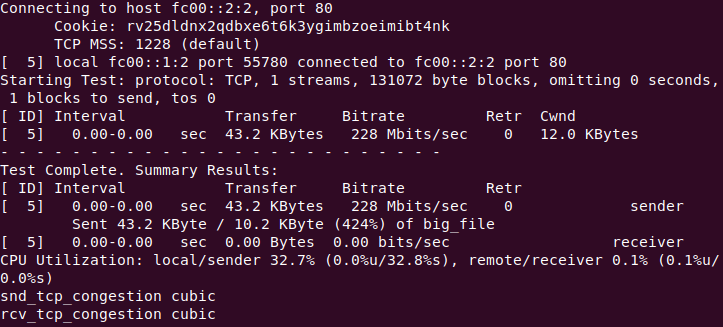 Connecting to host fc00::2:2, port 80
      Cookie: rv25dldnx2qdbxe6t6k3ygimbzoeimibt4nk
      TCP MSS: 1228 (default)
[  5] local fc00::1:2 port 55780 connected to fc00::2:2 port 80
Starting Test: protocol: TCP, 1 streams, 131072 byte blocks, omitting 0 seconds,
 1 blocks to send, tos 0
[ ID] Interval           Transfer     Bitrate         Retr  Cwnd
[  5]   0.00-0.00   sec  43.2 KBytes   228 Mbits/sec    0   12.0 KBytes
- - - - - - - - - - - - - - - - - - - - - - - - -
Test Complete. Summary Results:
[ ID] Interval           Transfer     Bitrate         Retr
[  5]   0.00-0.00   sec  43.2 KBytes   228 Mbits/sec    0             sender
        Sent 43.2 KByte / 10.2 KByte (424%) of big_file
[  5]   0.00-0.00   sec  0.00 Bytes  0.00 bits/sec                  receiver
CPU Utilization: local/sender 32.7% (0.0%u/32.8%s), remote/receiver 0.1% (0.1%u/
0.0%s)
snd_tcp_congestion cubic
rcv_tcp_congestion cubic